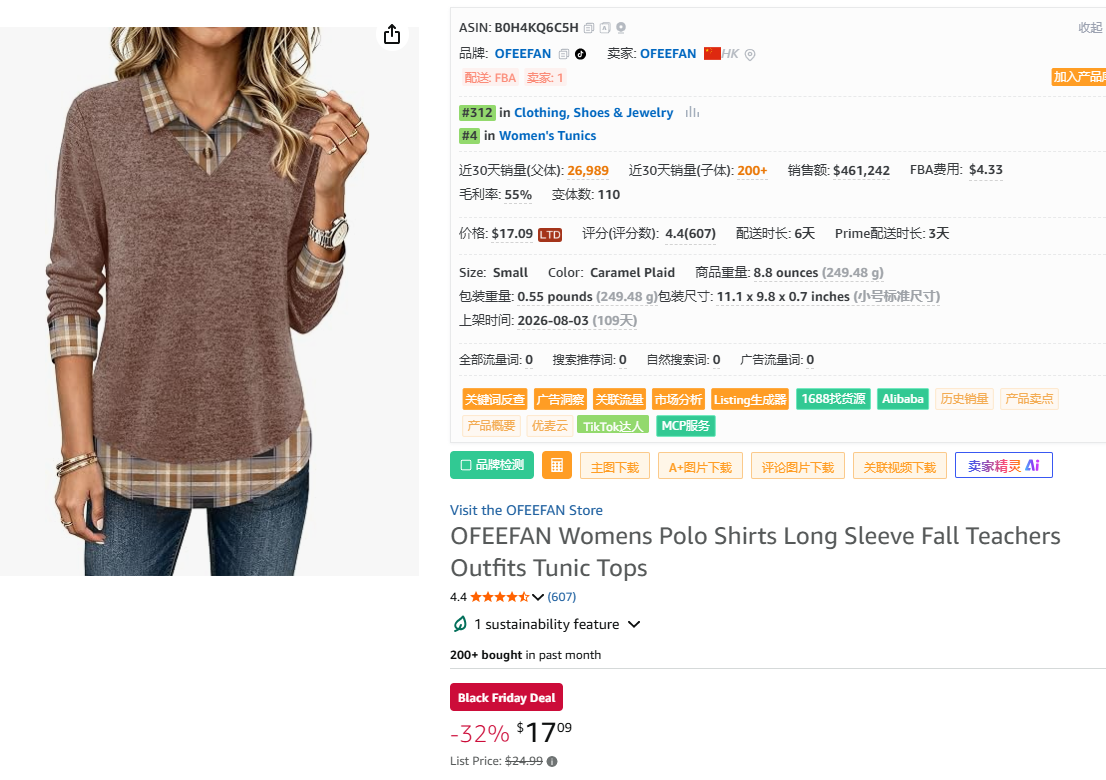 ASIN: B0H4KQ6C5H
收起
品牌: OFEEFAN 卖家: OFEEFAN HK
配送: FBA 卖家: 1
加入产品库
#312 in Clothing, Shoes & Jewelry
#4 in Women's Tunics
近30天销量(父体): 26,989 近30天销量(子体): 200+ 销售额: $461,242 FBA费用: $4.33
毛利率: 55% 变体数: 110
价格: $17.09 LTD 评分(评分数): 4.4(607) 配送时长: 6天 Prime配送时长: 3天
Size: Small Color: Caramel Plaid 商品重量: 8.8 ounces (249.48 g)
包装重量: 0.55 pounds (249.48 g)包装尺寸: 11.1 x 9.8 x 0.7 inches (小号标准尺寸)
上架时间: 2026-08-03 (109天)
全部流量词: 0 搜索推荐词: 0 自然搜索词: 0 广告流量词: 0
关键词反查 广告洞察 关联流量 市场分析 Listing生成器 1688找货源 Alibaba 历史销量 产品卖点
产品概要 优麦云 TikTok达人 MCP服务
品牌检测 主图下载 A+图片下载 评论图片下载 关联视频下载 卖家精灵 Ai
Visit the OFEEFAN Store
OFEEFAN Womens Polo Shirts Long Sleeve Fall Teachers
Outfits Tunic Tops
4.4 (607)
1 sustainability feature
200+ bought in past month
Black Friday Deal
-32% $1709
List Price: $24.99